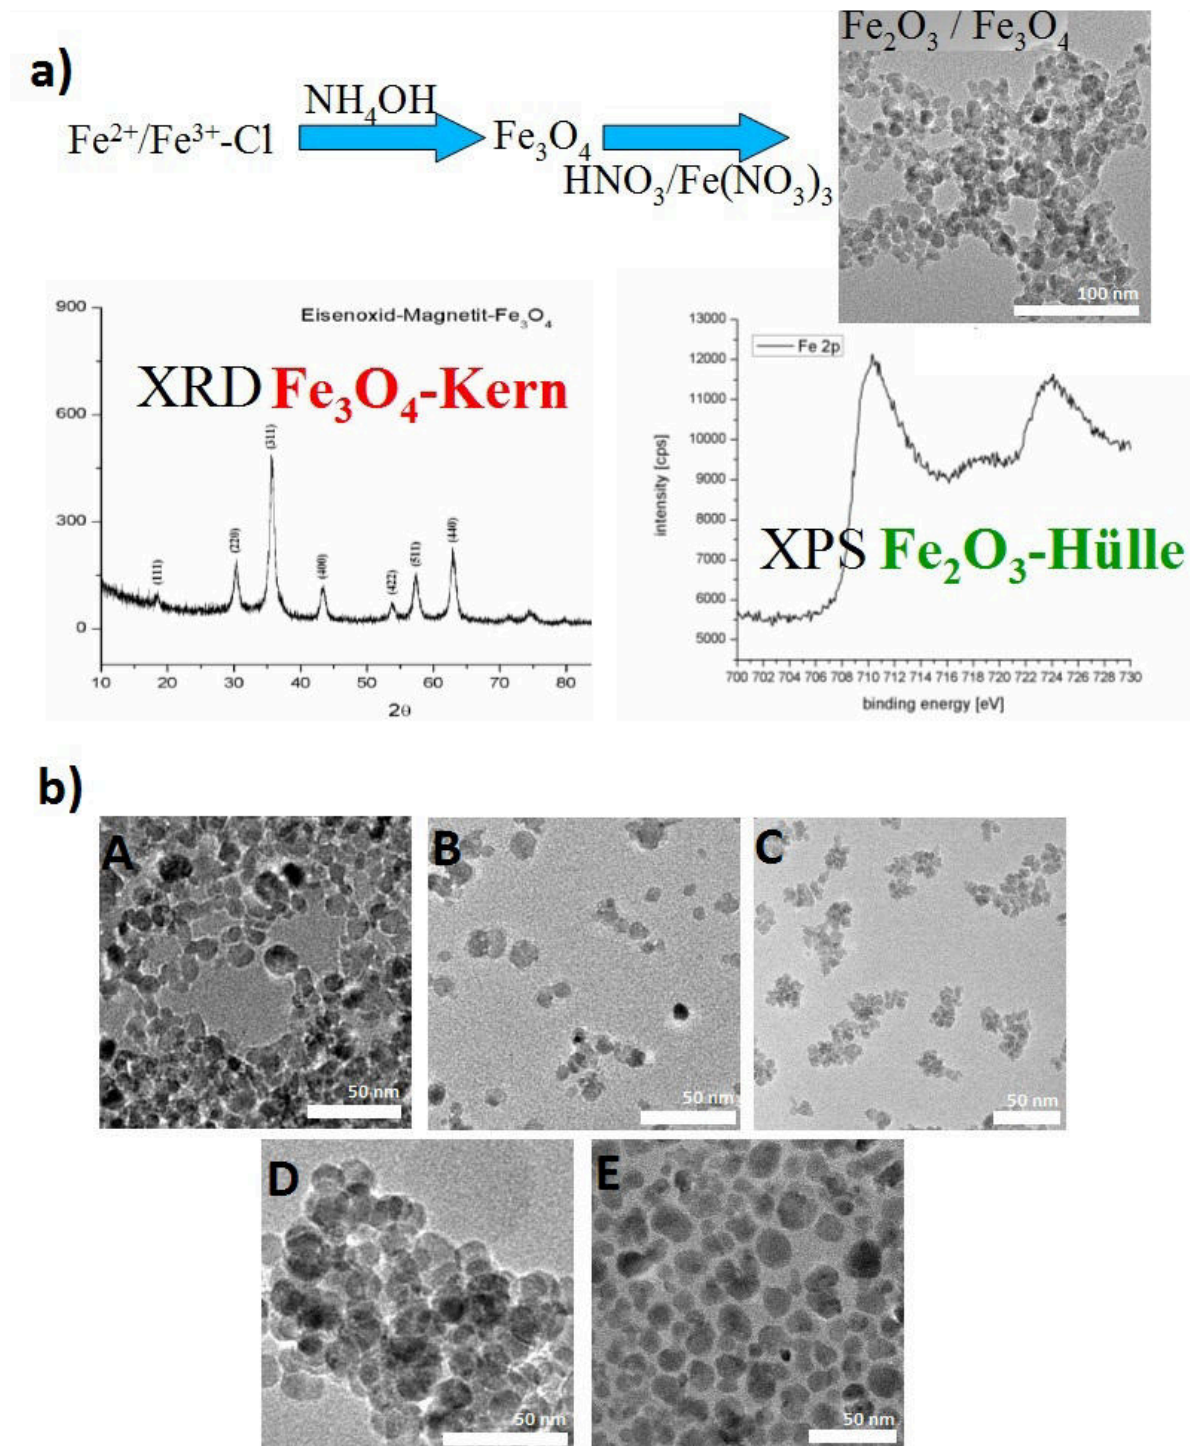 a)
Fe₂O₃ / Fe₃O₄
NH₄OH
Fe²⁺/Fe³⁺-Cl
Fe₃O₄
HNO₃/Fe(NO₃)₃
100 nm
Eisenoxid-Magnetit-Fe₃O₄
XRD Fe₃O₄-Kern
900
600
300
0
(111)
(220)
(311)
(400)
(422)
(511)
(440)
10 20 30 40 50 60 70 80
2θ
Fe 2p
13000
12000
11000
10000
9000
8000
7000
6000
5000
intensity [cps]
XPS Fe₂O₃-Hülle
700 702 704 706 708 710 712 714 716 718 720 722 724 726 728 730
binding energy [eV]
b)
A
50 nm
B
50 nm
C
50 nm
D
50 nm
E
50 nm